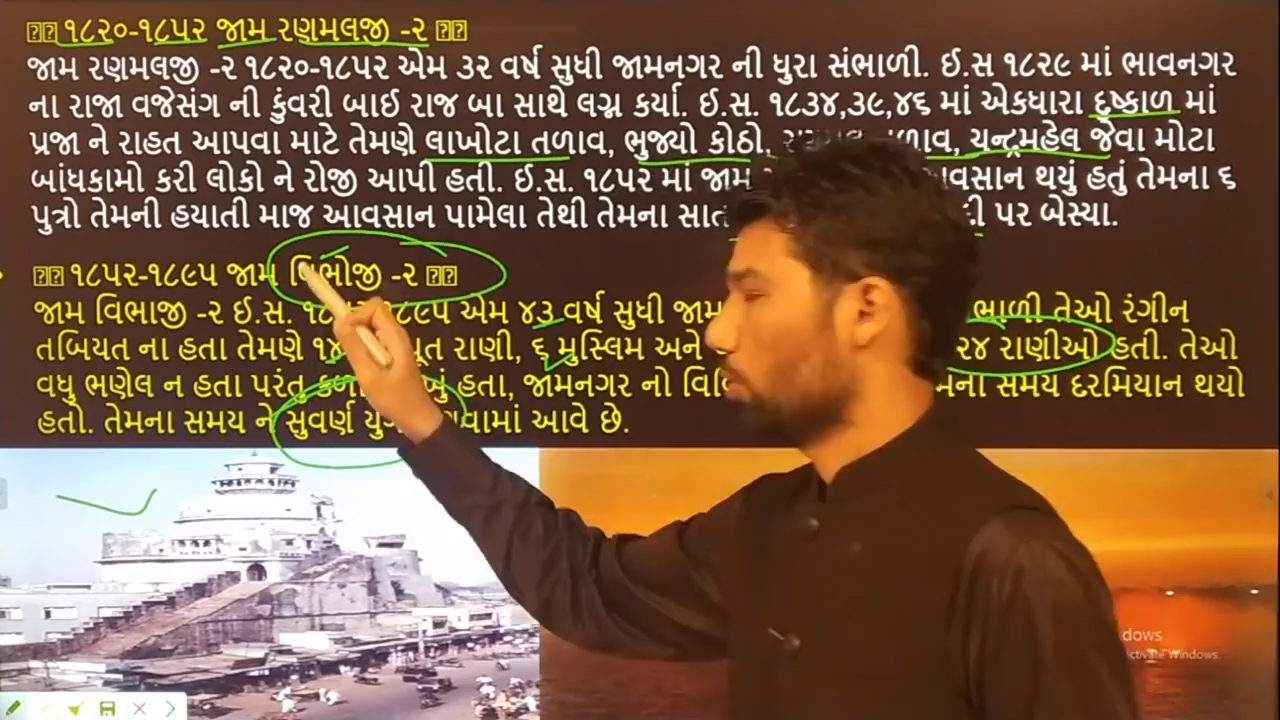 ૧૮૨૦-૧૮૫૨ જામ રણમલજી -૨
જામ રણમલજી -૨ ૧૮૨૦-૧૮૫૨ એમ ૩૨ વર્ષ સુધી જામનગર ની ધુરા સંભાળી. ઈ.સ ૧૮૨૯ માં ભાવનગર
ના રાજા વજેસંગ ની કુંવરી બાઈ રાજ બા સાથે લગ્ન કર્યા. ઈ.સ. ૧૮૩૪,૩૯,૪૬ માં એકધારા દુષ્કાળ માં
પ્રજા ને રાહત આપવા માટે તેમણે લાખોટા તળાવ, ભુજ્યો કોઠો, ચન્દ્રમહેલ જેવા મોટા
બાંધકામો કરી લોકો ને રોજી આપી હતી. ઈ.સ. ૧૮૫૨ માં જામ થયું હતું તેમના ૬
પુત્રો તેમની હયાતી માજ આવસાન પામેલા તેથી તેમના પર બેસ્યા.
૧૮૫૨-૧૮૯૫ જામ વિભોજી -૨
જામ વિભાજી -૨ ઈ.સ. એમ ૪૩ વર્ષ સુધી તેઓ રંગીન
તબિયત ના હતા તેમણે રાણી, ૬ મુસ્લિમ અને ૨૪ રાણીઓ હતી. તેઓ
વધુ ભણેલ ન હતા પરંતુ હતા, જામનગર નો સમય દરમિયાન થયો
હતો. તેમના સમય ને સુવર્ણ આવે છે.